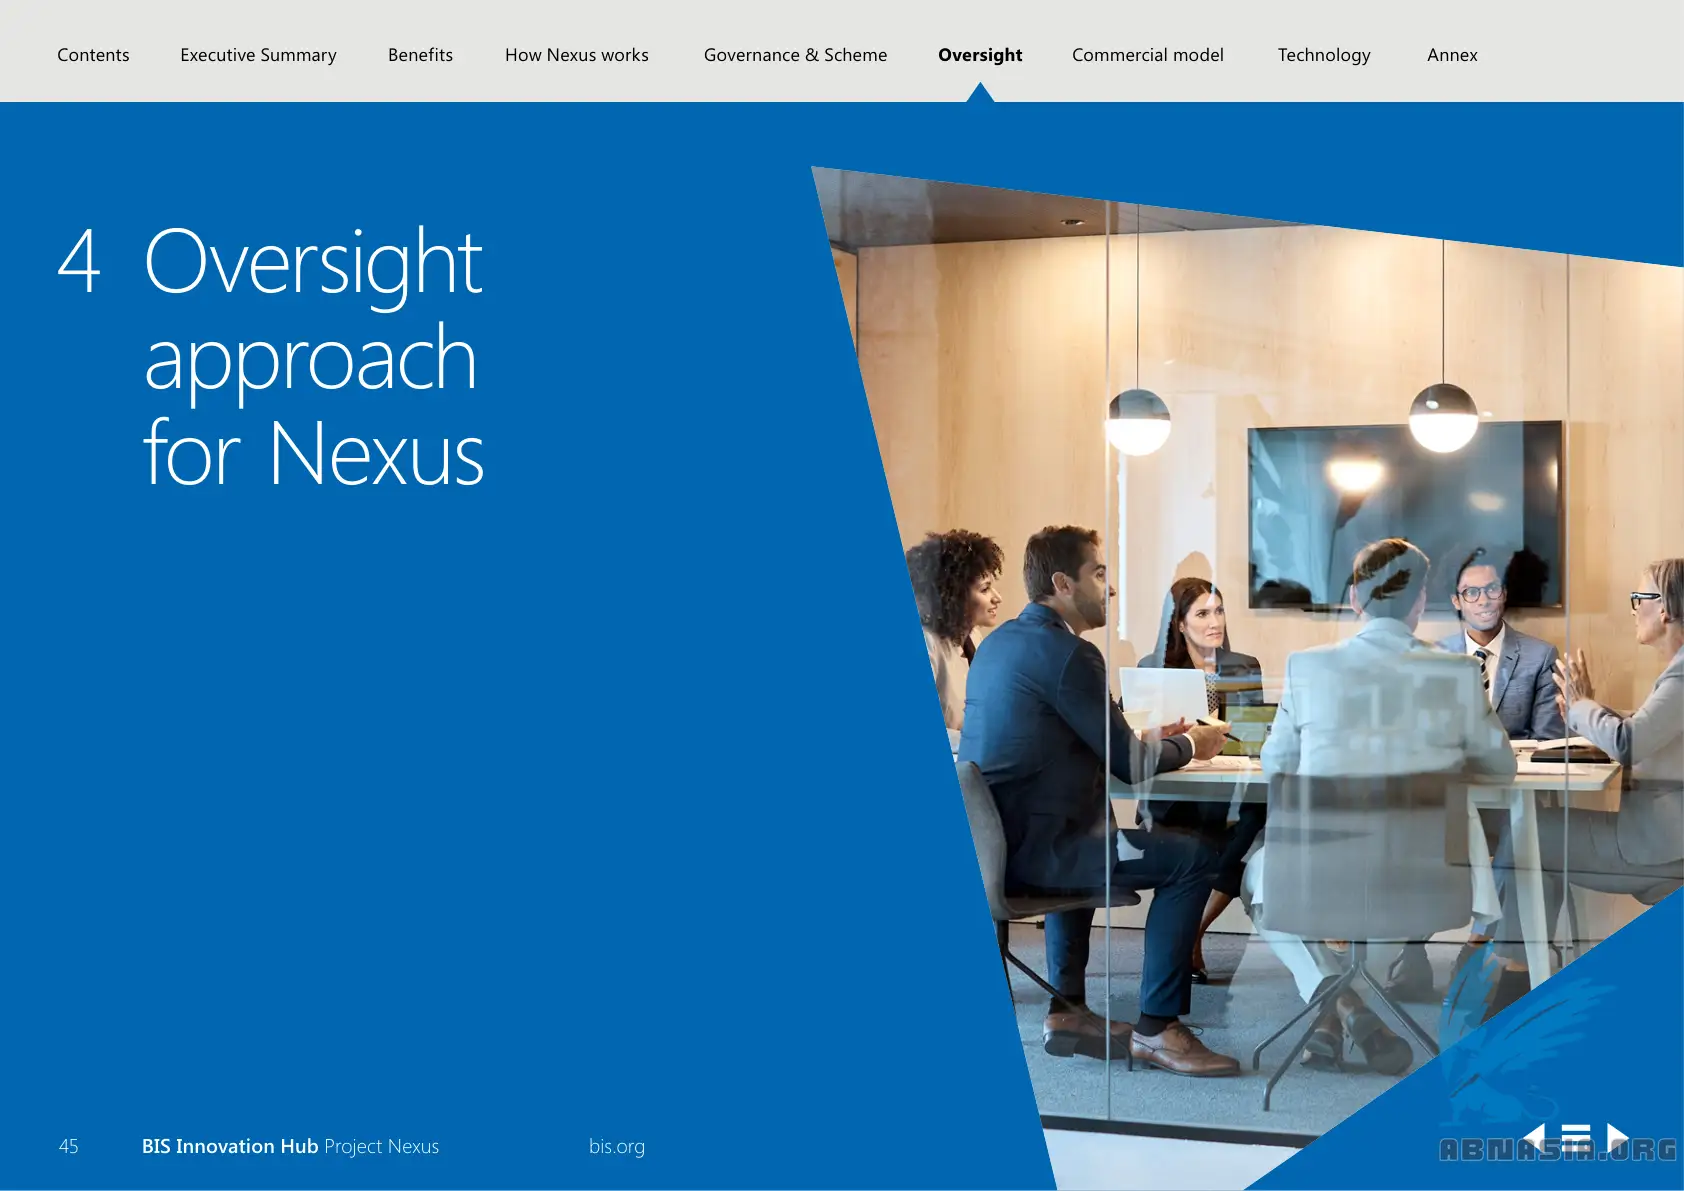 Contents Executive Summary Benefits How Nexus works Governance & Scheme Oversight Commercial model Technology Annex
4 Oversight
approach
for Nexus
45 BIS Innovation Hub Project Nexus bis.org
ABNASIA.ORG